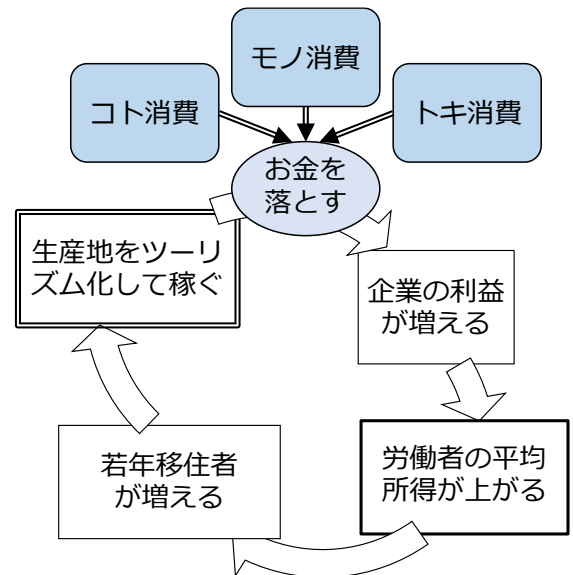 モノ消費
コト消費
トキ消費
お金を
落とす
生産地をツーリ
ズム化して稼ぐ
企業の利益
が増える
労働者の平均
所得が上がる
若年移住者
が増える